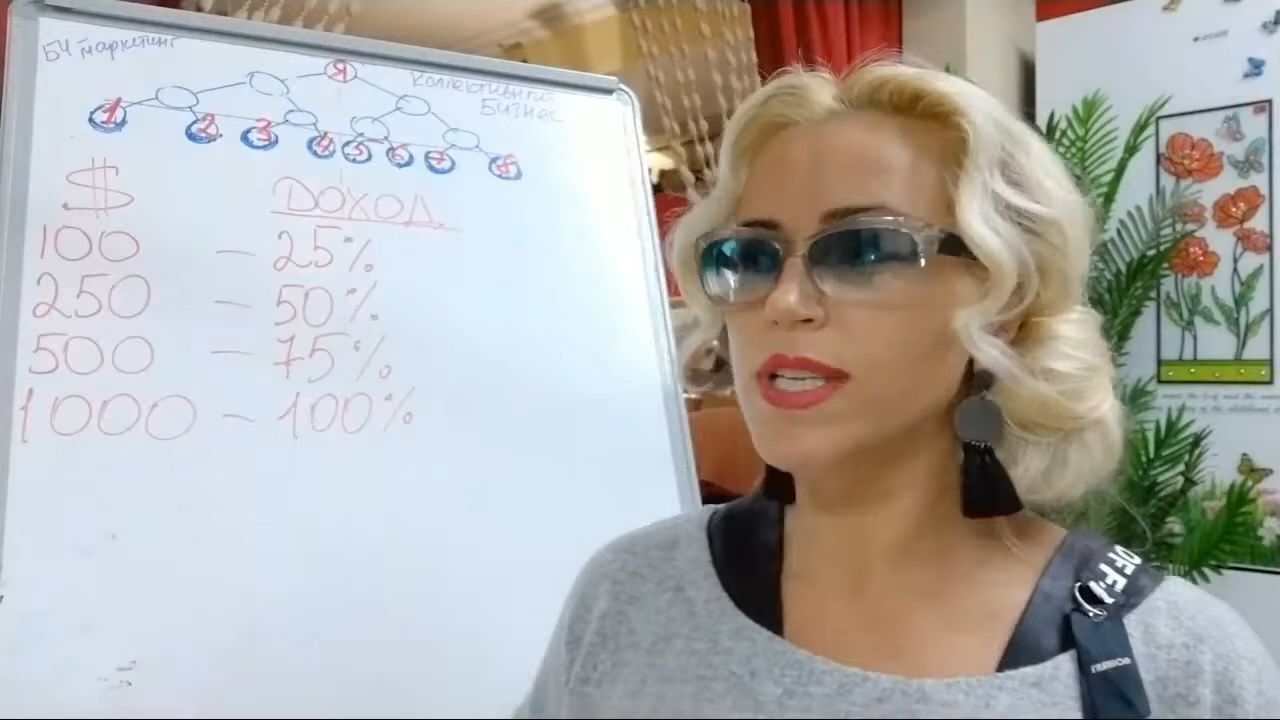 БЧ маркетинг
Я
Коллективный
Бизнес
1 2 3 4 5 6 7 8
$ ДОХОД
100 – 25%
250 – 50%
500 – 75%
1000 – 100%
OFF